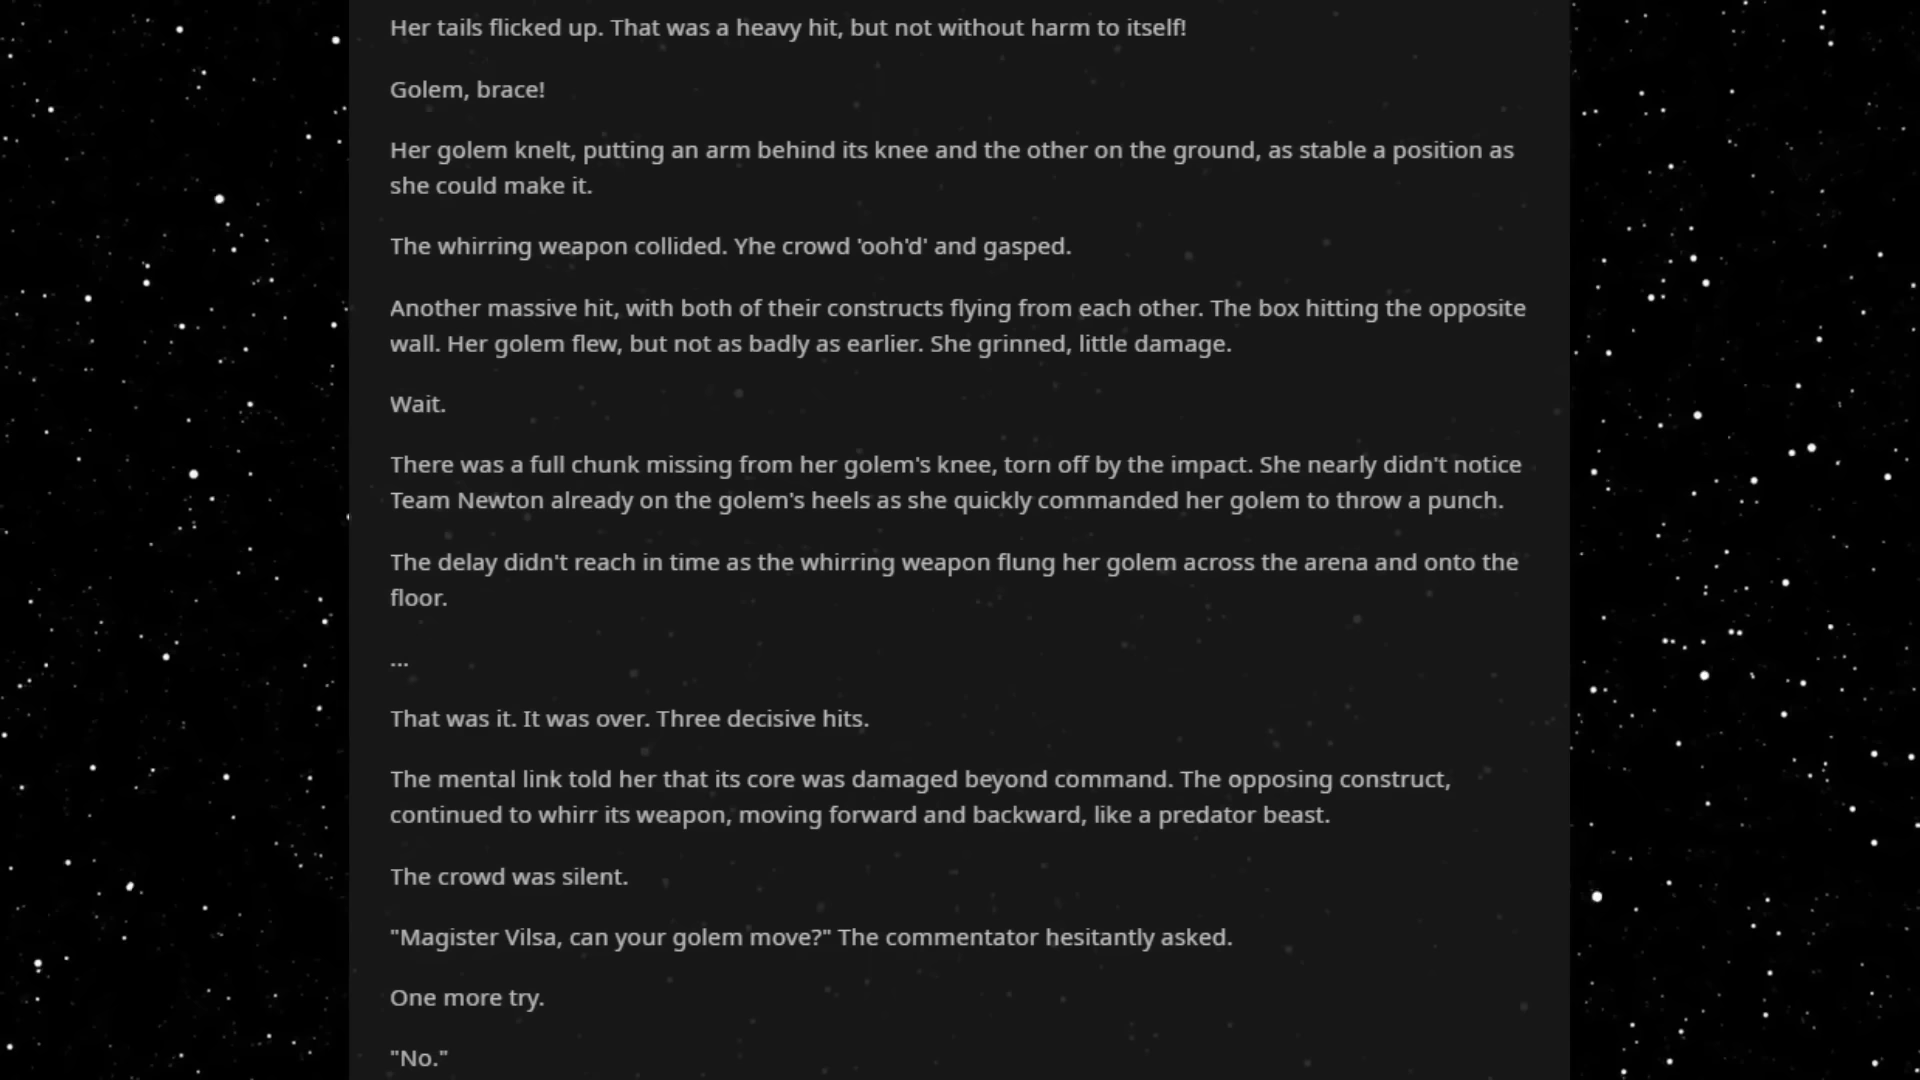 Her tails flicked up. That was a heavy hit, but not without harm to itself!
Golem, brace!
Her golem knelt, putting an arm behind its knee and the other on the ground, as stable a position as
she could make it.
The whirring weapon collided. Yhe crowd 'ooh'd' and gasped.
Another massive hit, with both of their constructs flying from each other. The box hitting the opposite
wall. Her golem flew, but not as badly as earlier. She grinned, little damage.
Wait.
There was a full chunk missing from her golem's knee, torn off by the impact. She nearly didn't notice
Team Newton already on the golem's heels as she quickly commanded her golem to throw a punch.
The delay didn't reach in time as the whirring weapon flung her golem across the arena and onto the
floor.
...
That was it. It was over. Three decisive hits.
The mental link told her that its core was damaged beyond command. The opposing construct,
continued to whirr its weapon, moving forward and backward, like a predator beast.
The crowd was silent.
"Magister Vilsa, can your golem move?" The commentator hesitantly asked.
One more try.
"No."